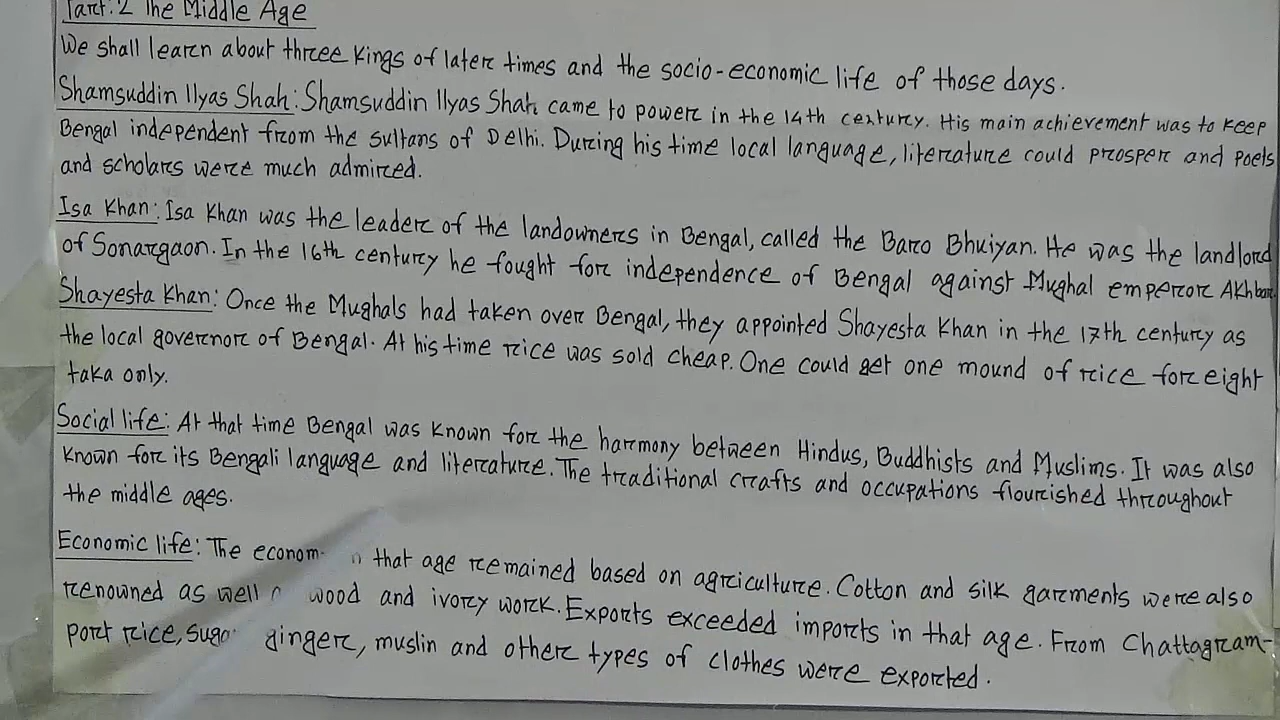 Part: 2 The Middle Age
We shall learn about three kings of later times and the socio-economic life of those days.
Shamsuddin Ilyas Shah: Shamsuddin Ilyas Shah came to power in the 14th century. His main achievement was to keep
Bengal independent from the sultans of Delhi. During his time local language, literature could prosper and poets
and scholars were much admired.
Isa Khan: Isa Khan was the leader of the landowners in Bengal, called the Baro Bhuiyan. He was the landlord
of Sonargaon. In the 16th century he fought for independence of Bengal against Mughal emperor Akhbar
Shayesta Khan: Once the Mughals had taken over Bengal, they appointed Shayesta Khan in the 17th century as
the local governor of Bengal. At his time rice was sold cheap. One could get one mound of rice for eight
taka only.
Social life: At that time Bengal was known for the harmony between Hindus, Buddhists and Muslims. It was also
known for its Bengali language and literature. The traditional crafts and occupations flourished throughout
the middle ages.
Economic life: The econom that age remained based on agriculture. Cotton and silk garments were also
renowned as well wood and ivory work. Exports exceeded imports in that age. From Chattagram-
port rice, suga ginger, muslin and other types of clothes were exported.